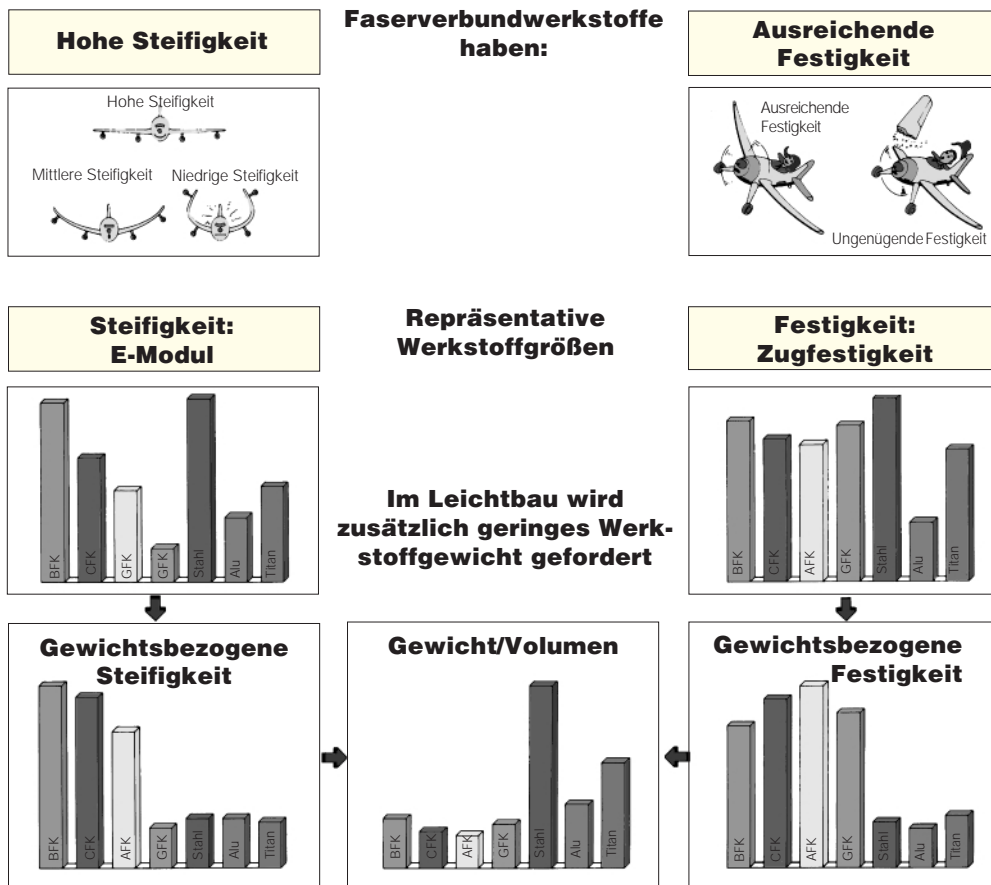 Hohe Steifigkeit
Faserverbundwerkstoffe
haben:
Ausreichende
Festigkeit
Hohe Steifigkeit
Mittlere Steifigkeit
Niedrige Steifigkeit
Ausreichende
Festigkeit
Ungenügende Festigkeit
Steifigkeit:
E-Modul
Repräsentative
Werkstoffgrößen
Festigkeit:
Zugfestigkeit
BFK
CFK
GFK
GFK
Stahl
Alu
Titan
Im Leichtbau wird
zusätzlich geringes Werk-
stoffgewicht gefordert
BFK
CFK
AFK
GFK
Stahl
Alu
Titan
Gewichtsbezogene
Steifigkeit
BFK
CFK
AFK
GFK
Stahl
Alu
Titan
Gewicht/Volumen
BFK
CFK
AFK
GFK
Stahl
Alu
Titan
Gewichtsbezogene
Festigkeit
BFK
CFK
AFK
GFK
Stahl
Alu
Titan